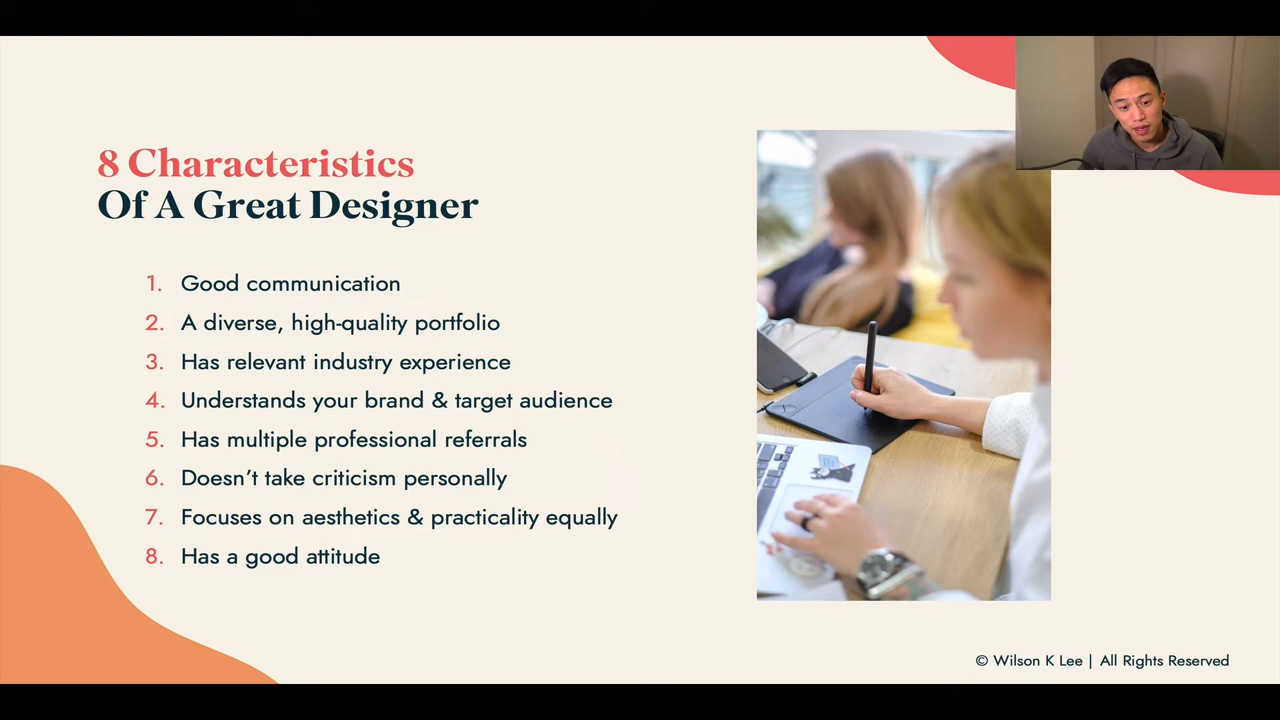 8 Characteristics
Of A Great Designer
1. Good communication
2. A diverse, high-quality portfolio
3. Has relevant industry experience
4. Understands your brand & target audience
5. Has multiple professional referrals
6. Doesn’t take criticism personally
7. Focuses on aesthetics & practicality equally
8. Has a good attitude
© Wilson K Lee | All Rights Reserved